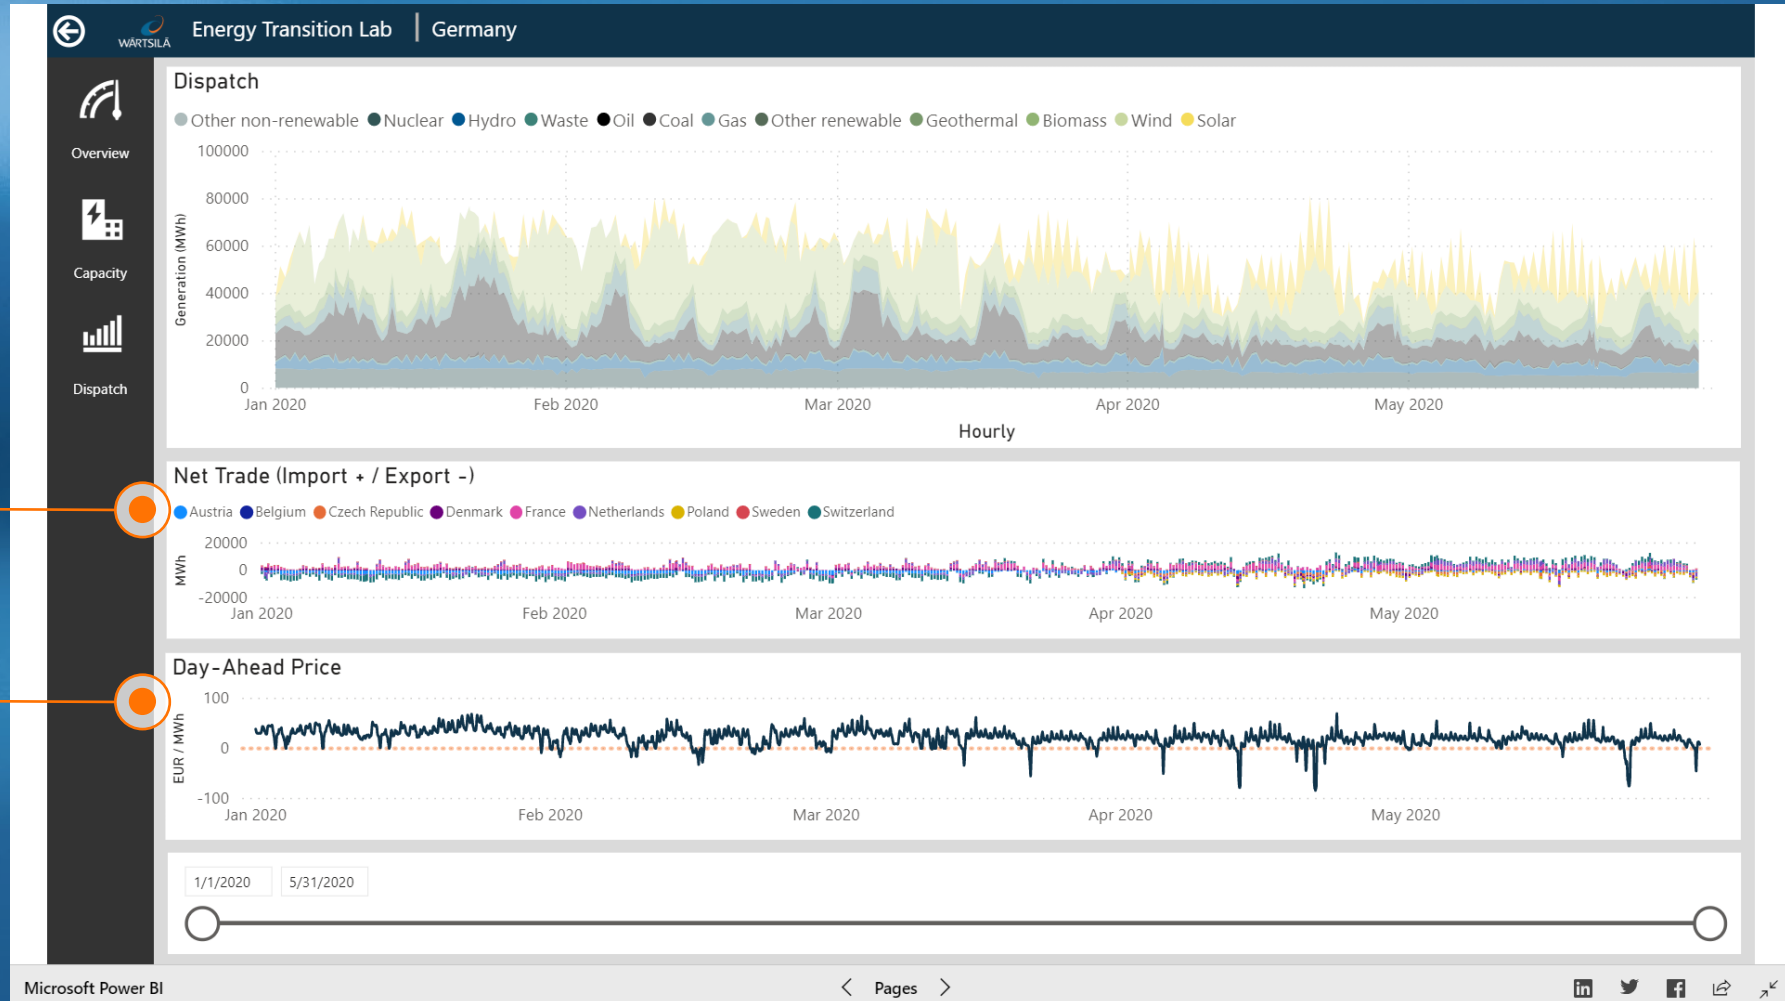 WÄRTSILÄ Energy Transition Lab | Germany
Overview
Capacity
Dispatch
Dispatch
Other non-renewable Nuclear Hydro Waste Oil Coal Gas Other renewable Geothermal Biomass Wind Solar
Generation (MWh)
100000
80000
60000
40000
20000
0
Jan 2020 Feb 2020 Mar 2020 Apr 2020 May 2020
Hourly
Net Trade (Import + / Export -)
Austria Belgium Czech Republic Denmark France Netherlands Poland Sweden Switzerland
MWh
20000
0
-20000
Jan 2020 Feb 2020 Mar 2020 Apr 2020 May 2020
Day-Ahead Price
EUR / MWh
100
0
-100
Jan 2020 Feb 2020 Mar 2020 Apr 2020 May 2020
1/1/2020 5/31/2020
Microsoft Power BI < Pages >